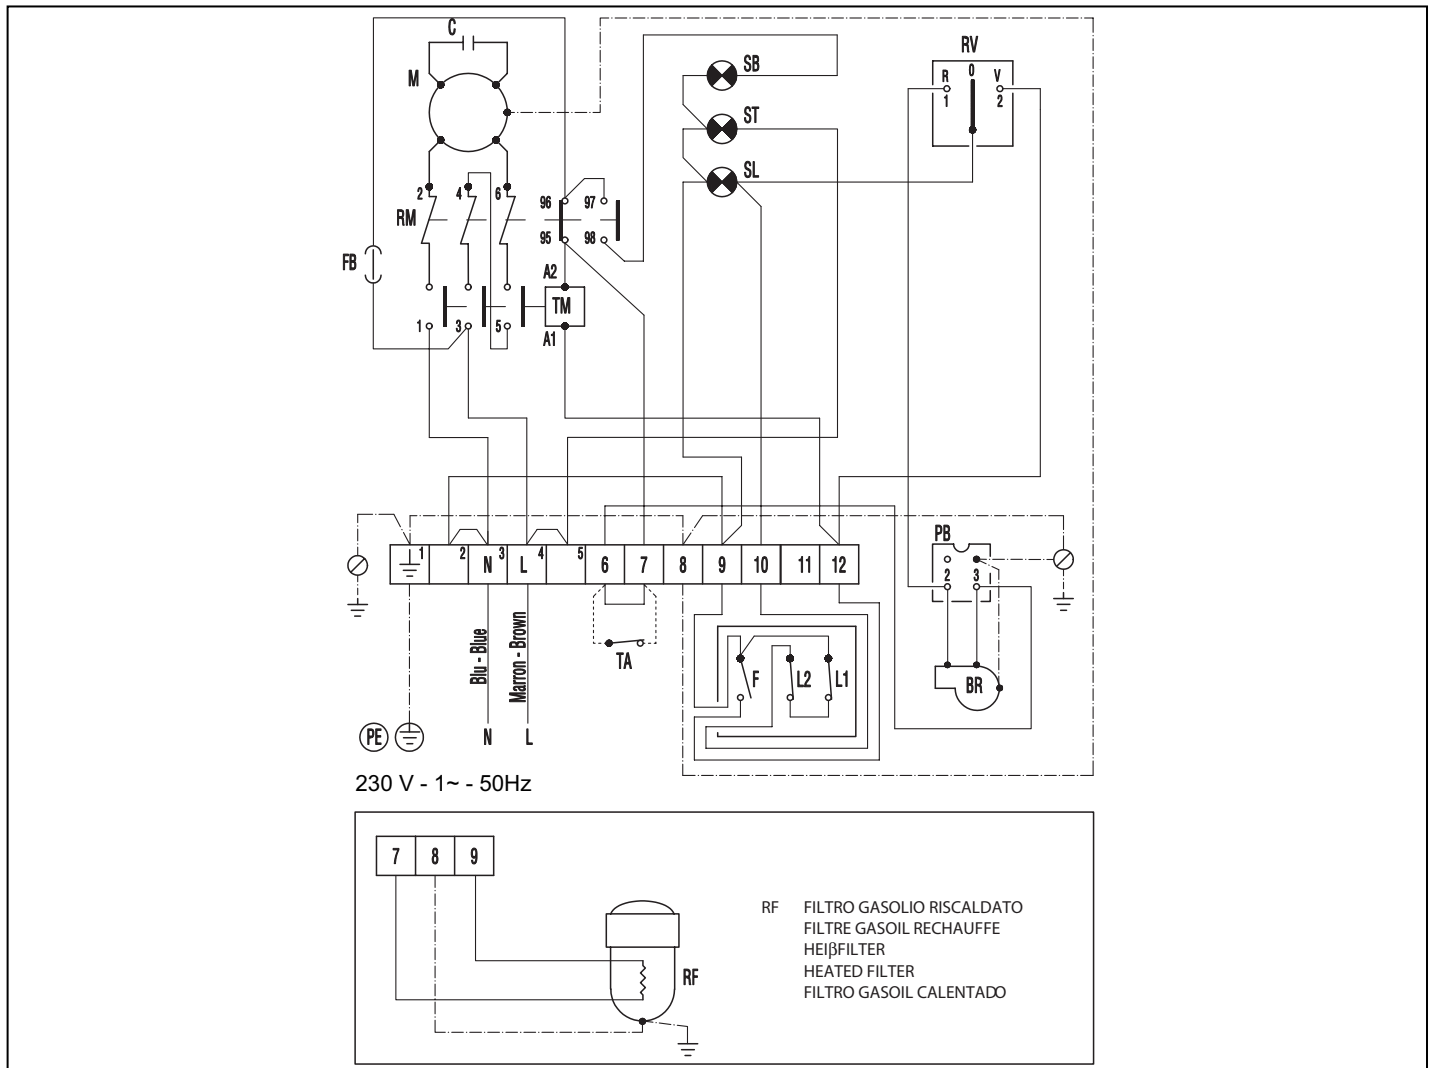 C
M
SB
ST
SL
RV
R 0 V
1 2
2 4 6
RM
96 97
95 98
FB
A2
TM
A1
1 3 5
1 2 N 3 L 4 5 6 7 8 9 10 11 12
PB
2 3
BR
Blu - Blue
Marron - Brown
TA
F L2 L1
PE
N L
230 V - 1~ - 50Hz
7 8 9
RF
RF FILTRO GASOLIO RISCALDATO
FILTRE GASOIL RECHAUFFE
HEIβFILTER
HEATED FILTER
FILTRO GASOIL CALENTADO